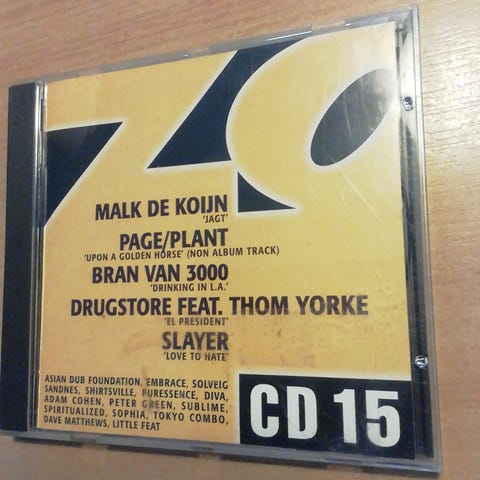 ZO
MALK DE KOIJN
'JAGT'
PAGE/PLANT
'UPON A GOLDEN HORSE' (NON ALBUM TRACK)
BRAN VAN 3000
'DRINKING IN L.A.'
DRUGSTORE FEAT. THOM YORKE
'EL PRESIDENT'
SLAYER
'LOVE TO HATE'
ASIAN DUB FOUNDATION, EMBRACE, SOLVEIG
SANDNES, SHIRTSVILLE, PURESSENCE, DIVA,
ADAM COHEN, PETER GREEN, SUBLIME,
SPIRITUALIZED, SOPHIA, TOKYO COMBO,
DAVE MATTHEWS, LITTLE FEAT
CD 15